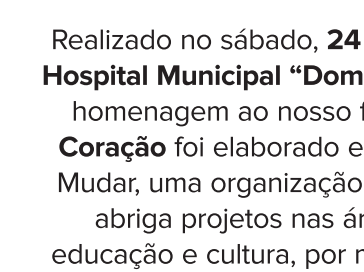 Realizado no sábado, 24
Hospital Municipal “Dom
homenagem ao nosso
Coração foi elaborado
Mudar, uma organização
abriga projetos nas
educação e cultura, por